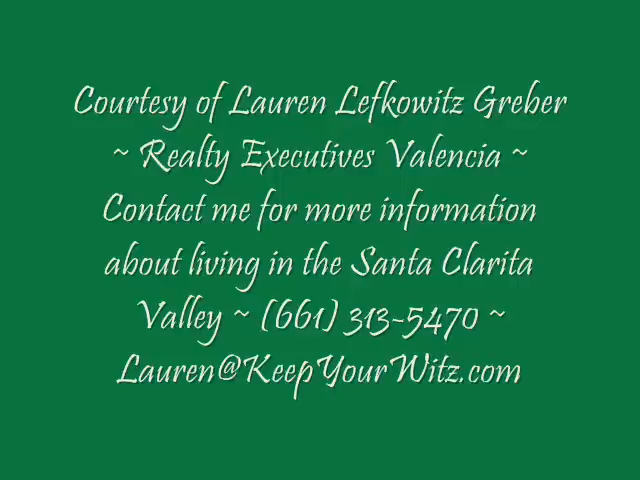 Courtesy of Lauren Lefkowitz Greber
~ Realty Executives Valencia ~
Contact me for more information
about living in the Santa Clarita
Valley ~ (661) 313-5470 ~
Lauren@KeepYourWitz.com